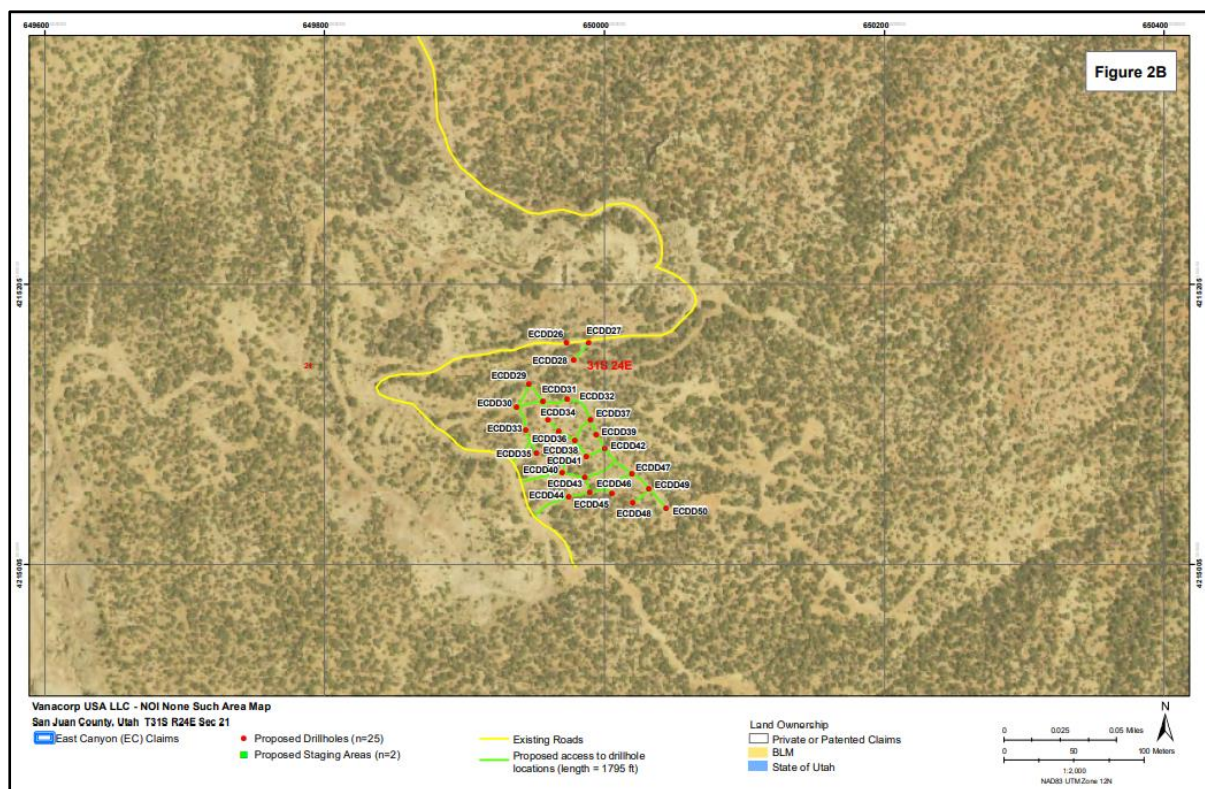 649600
649800
650000
650200
650400
Figure 2B
4215205
4215205
ECDD26
ECDD27
ECDD28
31S 24E
ECDD29
ECDD31
ECDD32
ECDD30
ECDD34
ECDD37
ECDD33
ECDD39
ECDD36
ECDD42
ECDD35
ECDD38
ECDD41
ECDD40
ECDD47
ECDD43
ECDD46
ECDD49
ECDD44
ECDD45
ECDD48
ECDD50
4215005
4215005
Vanacorp USA LLC - NOI None Such Area Map
San Juan County, Utah T31S R24E Sec 21
East Canyon (EC) Claims
Proposed Drillholes (n=25)
Proposed Staging Areas (n=2)
Existing Roads
Proposed access to drillhole
locations (length = 1795 ft)
Land Ownership
Private or Patented Claims
BLM
State of Utah
0 0.025 0.05 Miles
0 50 100 Meters
1:2,000
NAD83 UTM Zone 12N
N